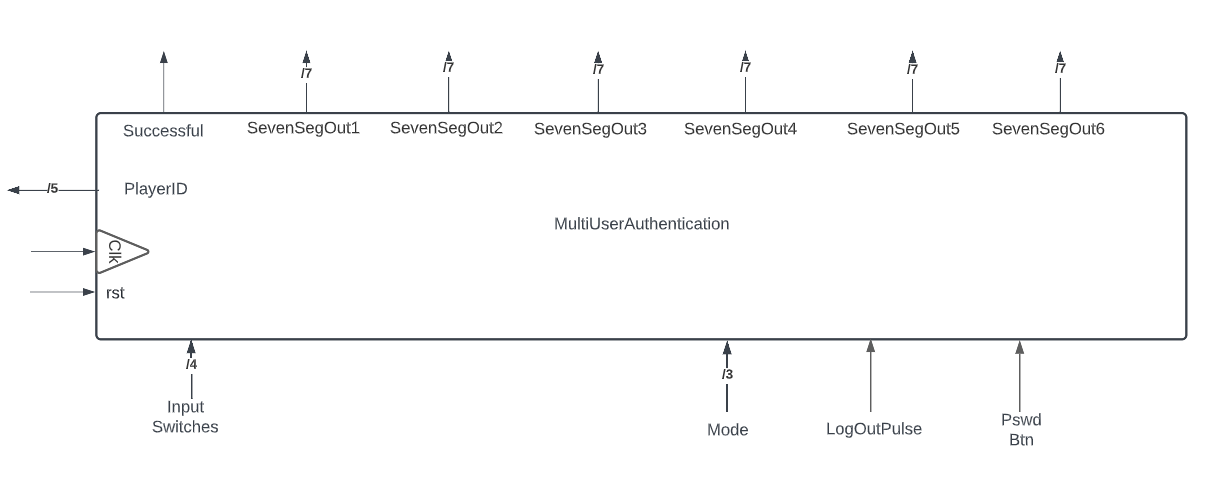 /7 /7 /7 /7 /7 /7
Successful SevenSegOut1 SevenSegOut2 SevenSegOut3 SevenSegOut4 SevenSegOut5 SevenSegOut6
/5 PlayerID
MultiUserAuthentication
Clk
rst
/4
/3
Input
Switches
Mode
LogOutPulse
Pswd
Btn